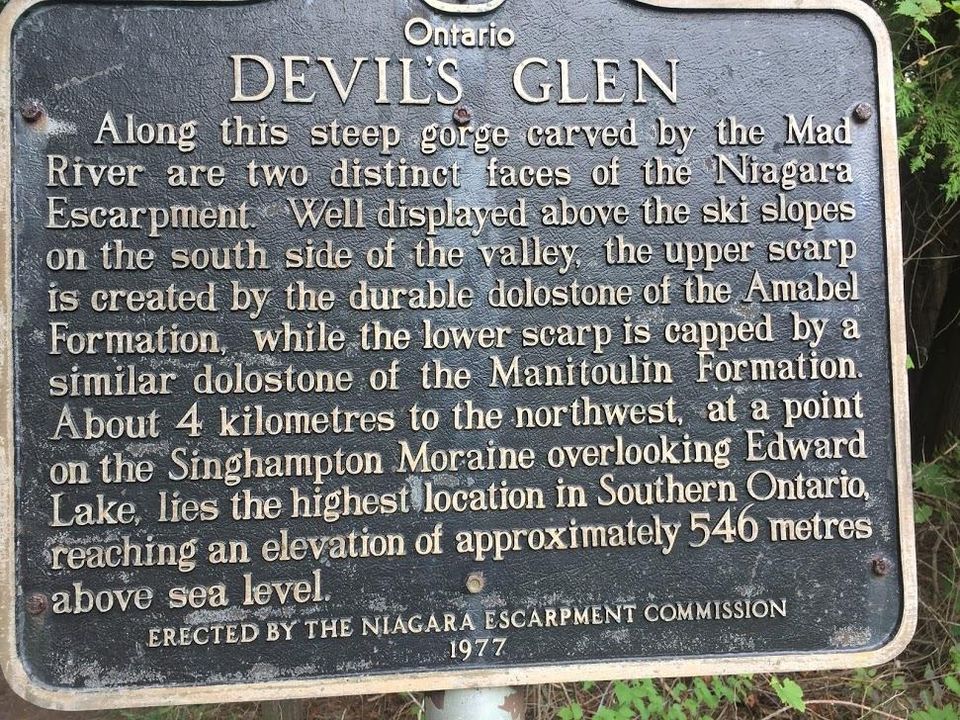 Ontario
DEVIL'S GLEN
Along this steep gorge carved by the Mad
River are two distinct faces of the Niagara
Escarpment. Well displayed above the ski slopes
on the south side of the valley, the upper scarp
is created by the durable dolostone of the Amabel
Formation, while the lower scarp is capped by a
similar dolostone of the Manitoulin Formation.
About 4 kilometres to the northwest, at a point
on the Singhampton Moraine overlooking Edward
Lake, lies the highest location in Southern Ontario,
reaching an elevation of approximately 546 metres
above sea level.
ERECTED BY THE NIAGARA ESCARPMENT COMMISSION
1977